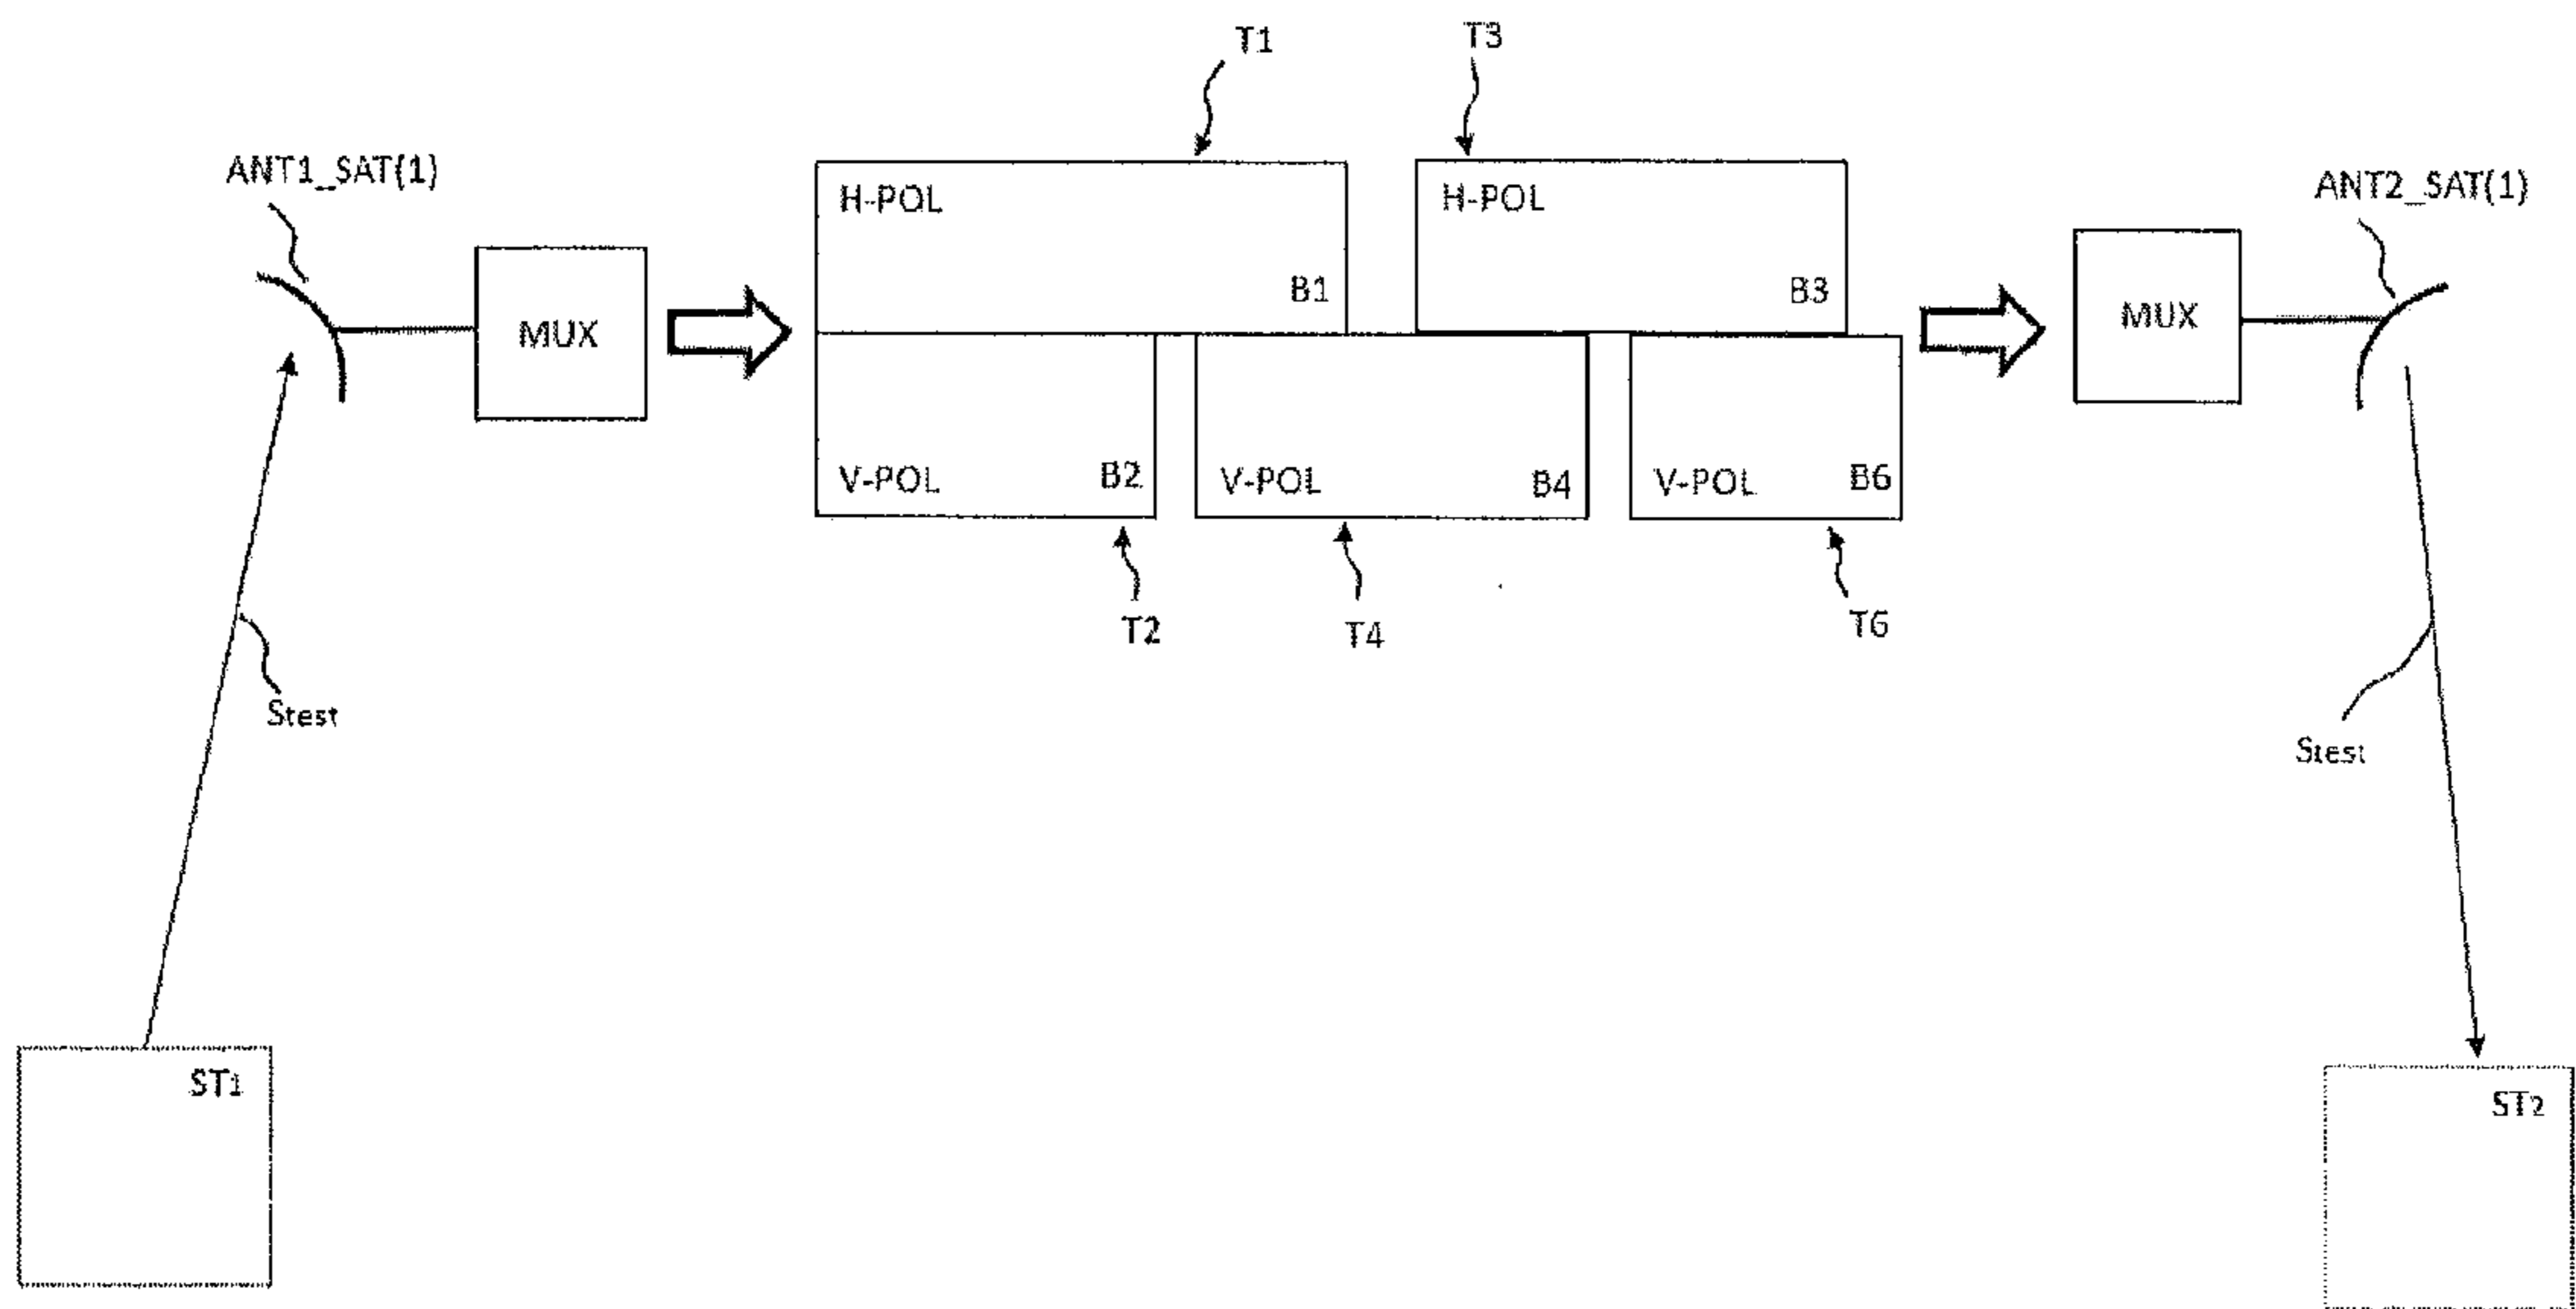 T1
T3
ANT1_SAT(1)
ANT2_SAT(1)
H-POL
H-POL
B1
B3
MUX
MUX
V-POL
B2
V-POL
B4
V-POL
B6
T2
T4
T6
Stest
Stest
ST1
ST2